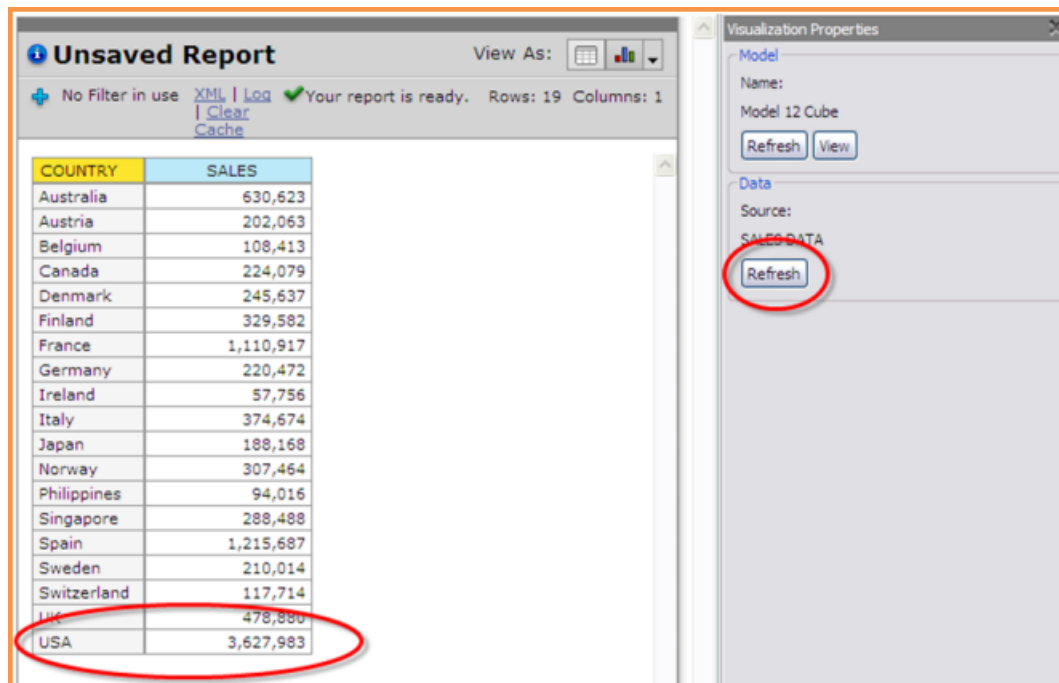 Unsaved Report
View As:
No Filter in use XML | Log ✔Your report is ready. Rows: 19 Columns: 1
| Clear
Cache
COUNTRY SALES
Australia 630,623
Austria 202,063
Belgium 108,413
Canada 224,079
Denmark 245,637
Finland 329,582
France 1,110,917
Germany 220,472
Ireland 57,756
Italy 374,674
Japan 188,168
Norway 307,464
Philippines 94,016
Singapore 288,488
Spain 1,215,687
Sweden 210,014
Switzerland 117,714
UK 478,880
USA 3,627,983
Visualization Properties
Model
Name:
Model 12 Cube
Refresh View
Data
Source:
SALES DATA
Refresh